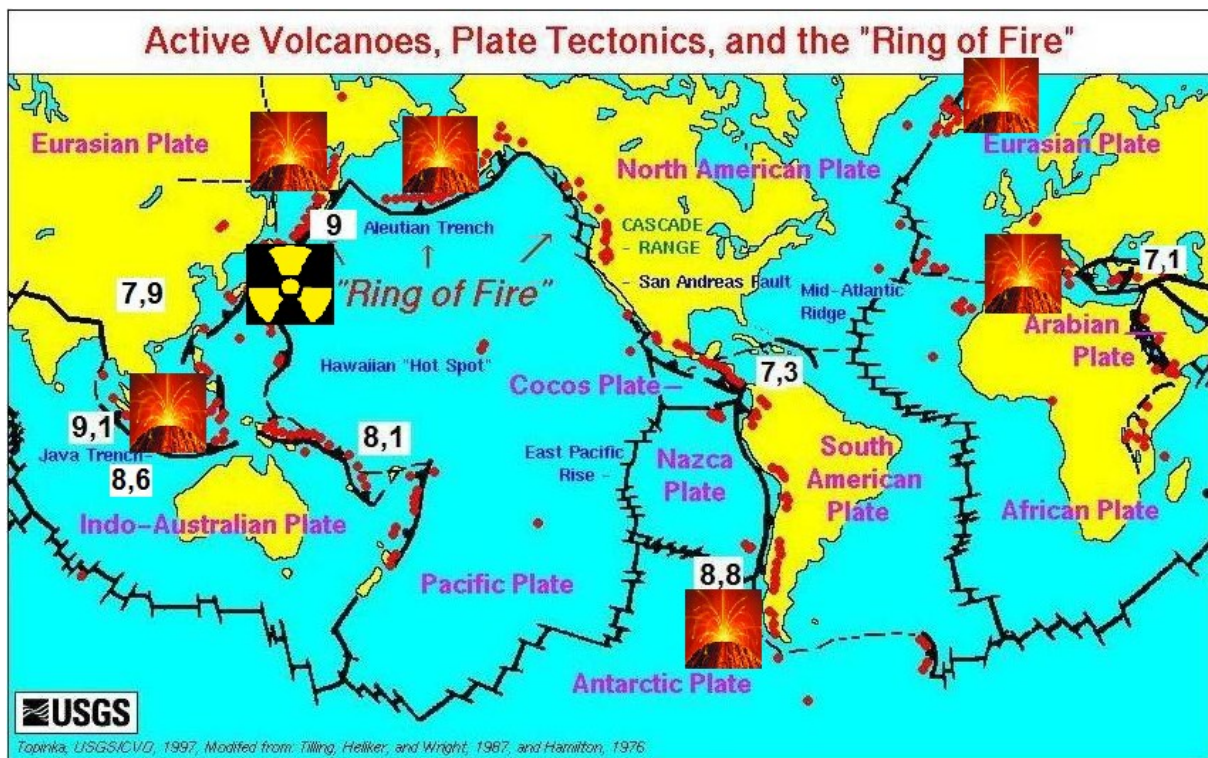 Active Volcanoes, Plate Tectonics, and the "Ring of Fire"
Eurasian Plate
North American Plate
Eurasian Plate
9
Aleutian Trench
CASCADE
- RANGE
7,9
"Ring of Fire"
- San Andreas Fault
Mid-Atlantic
Ridge
7,1
Arabian
Plate
Hawaiian "Hot Spot"
Cocos Plate
7,3
9,1
Java Trench
8,6
8,1
East Pacific
Rise -
Nazca
Plate
South
American
Plate
Indo-Australian Plate
African Plate
Pacific Plate
8,8
Antarctic Plate
USGS
Topinka, USGS/CVO, 1997, Modified from: Tilling, Heliker, and Wright, 1987, and Hamilton, 1976